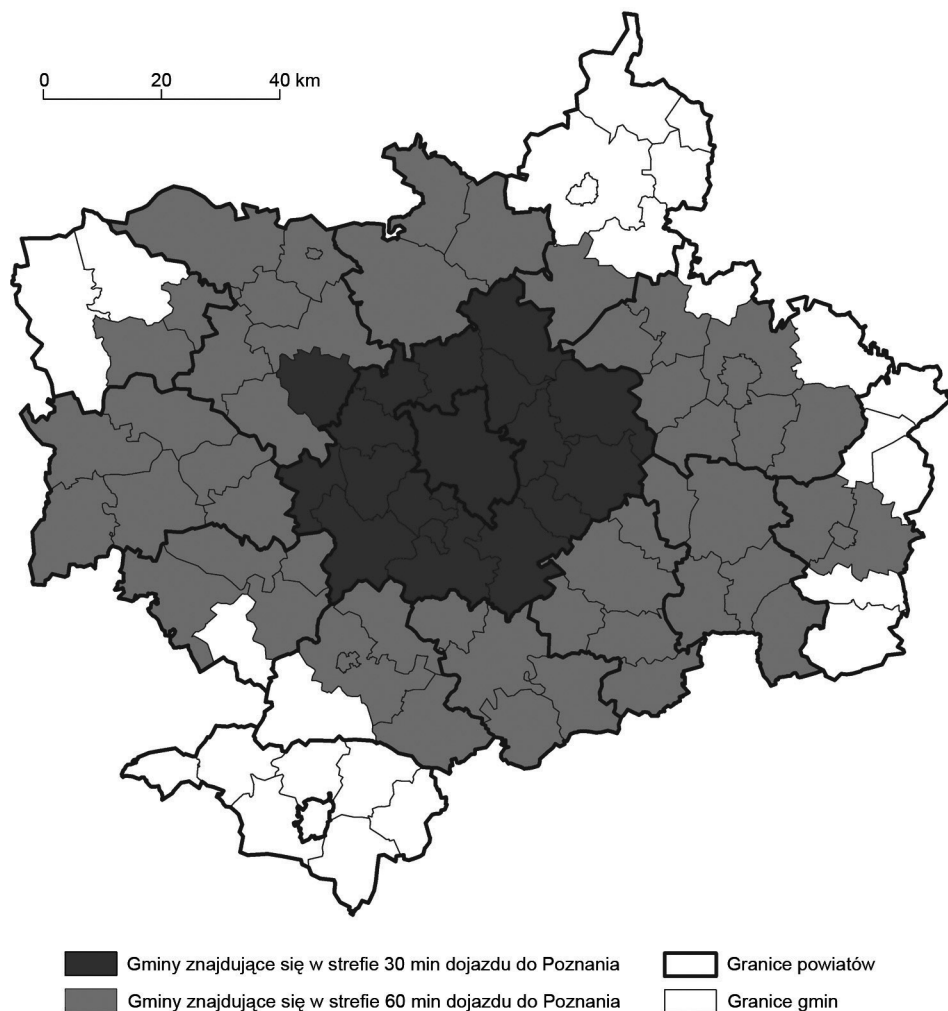 0 20 40 km
Gminy znajdujące się w strefie 30 min dojazdu do Poznania
Granice powiatów
Gminy znajdujące się w strefie 60 min dojazdu do Poznania
Granice gmin